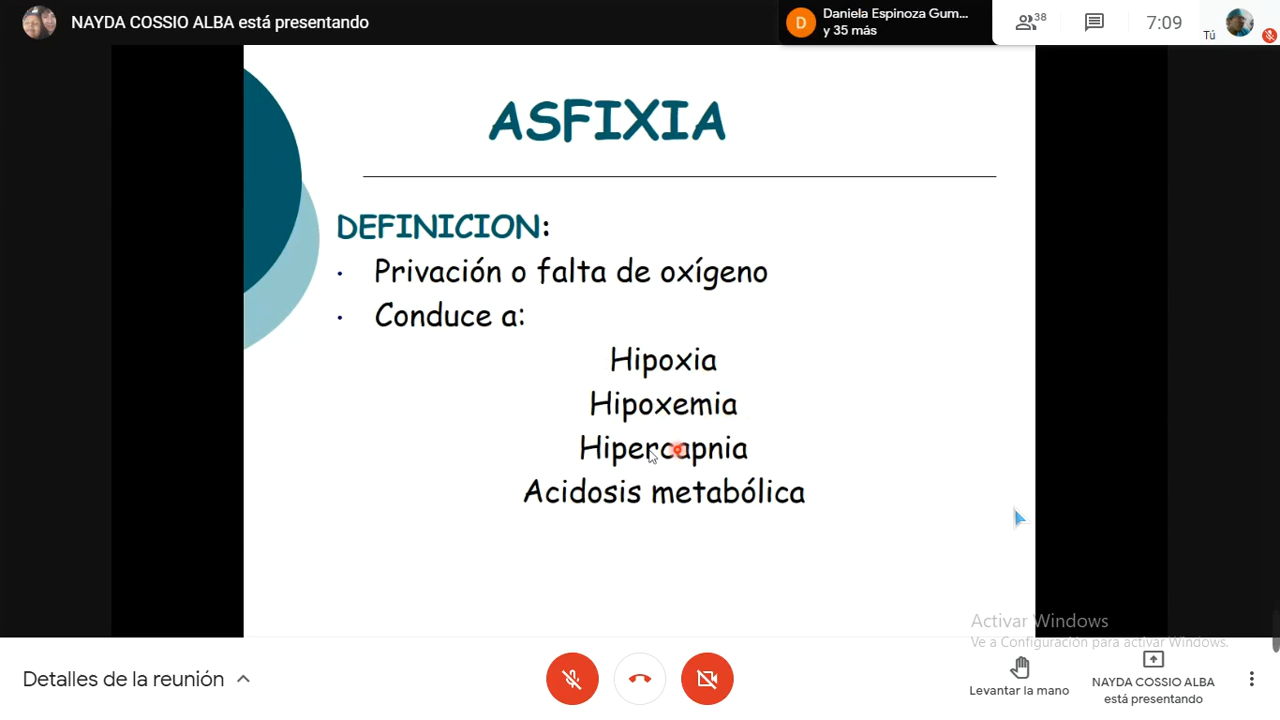 NAYDA COSSIO ALBA está presentando
D
Daniela Espinoza Gum...
y 35 más
38
7:09
Tú
ASFIXIA
DEFINICION:
· Privación o falta de oxígeno
· Conduce a:
Hipoxia
Hipoxemia
Hipercapnia
Acidosis metabólica
Activar Windows
Ve a Configuración para activar Windows.
Detalles de la reunión
Levantar la mano
NAYDA COSSIO ALBA
está presentando